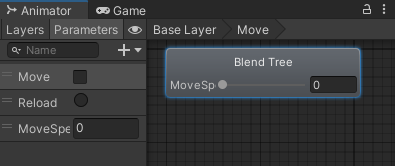 Animator Game
Layers Parameters Base Layer Move
Name
Blend Tree
Move
MoveSp 0
Reload
MoveSpe 0